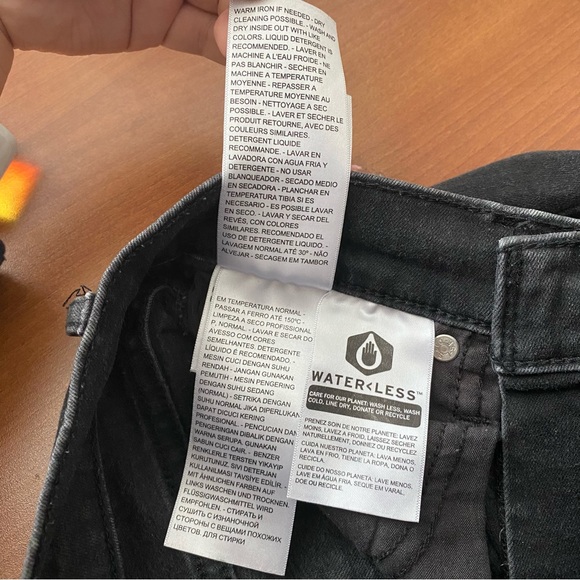 WARM IRON IF NEEDED - DRY
CLEANING POSSIBLE. - WASH AND
DRY INSIDE OUT WITH LIKE
COLORS. LIQUID DETERGENT IS
RECOMMENDED. - LAVER EN
MACHINE A L'EAU FROIDE - NE
PAS BLANCHIR - SECHER EN
MACHINE A TEMPERATURE
MOYENNE - REPASSER A
TEMPERATURE MOYENNE AU
BESOIN - NETTOYAGE A SEC
POSSIBLE. - LAVER ET SECHER LE
PRODUIT RETOURNE, AVEC DES
COULEURS SIMILAIRES.
DETERGENT LIQUIDE
RECOMMANDE. - LAVAR EN
LAVADORA CON AGUA FRIA Y
DETERGENTE - NO USAR
BLANQUEADOR - SECADO MEDIO
EN SECADORA - PLANCHAR EN
TEMPERATURA TIBIA SI ES
NECESARIO - ES POSIBLE LAVAR
EN SECO. - LAVAR Y SECAR DEL
REVÉS, CON COLORES
SIMILARES. RECOMENDADO EL
USO DE DETERGENTE LIQUIDO. -
LAVAGEM NORMAL ATÉ 30º - NÃO
ALVEJAR - SECAGEM EM TAMBOR
EM TEMPERATURA NORMAL -
PASSAR A FERRO ATÉ 150ºC -
LIMPEZA A SECO PROFISSIONAL
P, NORMAL. - LAVAR E SECAR DO
AVESSO COM CORES
SEMELHANTES. DETERGENTE
LÍQUIDO É RECOMENDADO. -
MESIN CUCI DENGAN SUHU
RENDAH - JANGAN GUNAKAN
PEMUTIH - MESIN PENGERING
DENGAN SUHU SEDANG
(NORMAL) - SETRIKA DENGAN
SUHU NORMAL JIKA DIPERLUKAN
DAPAT DICUCI KERING
PROFESIONAL - PENCUCIAN DAN
PENGERINGAN DIBALIK DENGAN
WARNA SERUPA. GUNAKAN
SABUN CUCI CAIR. - BENZER
RENKLERLE TERSTEN YIKAYIP
KURUTUNUZ. SIVI DETERJAN
KULLANILMASI TAVSIYE EDILIR. -
MIT ÄHNLICHEN FARBEN AUF
LINKS WASCHEN UND TROCKNEN.
FLÜSSIGWASCHMITTEL WIRD
EMPFOHLEN. - СТИРАТЬ И
СУШИТЬ С ИЗНАНОЧНОЙ
СТОРОНЫ С ВЕЩАМИ ПОХОЖИХ
ЦВЕТОВ. ДЛЯ СТИРКИ
WATER<LESS™
CARE FOR OUR PLANET: WASH LESS, WASH
COLD, LINE DRY, DONATE OR RECYCLE
PRENEZ SOIN DE NOTRE PLANETE: LAVEZ
MOINS, LAVEZ A FROID, LAISSEZ SÉCHER
NATURELLEMENT, DONNEZ OU RECYCLEZ
CUIDA NUESTRO PLANETA: LAVA MENOS,
LAVA EN FRIO, TIENDE LA ROPA, DONA O
RECICLA.
CUIDE DO NOSSO PLANETA: LAVE MENOS,
LAVE EM ÁGUA FRIA, SEQUE EM VARAL,
DOE OU RECICLE.